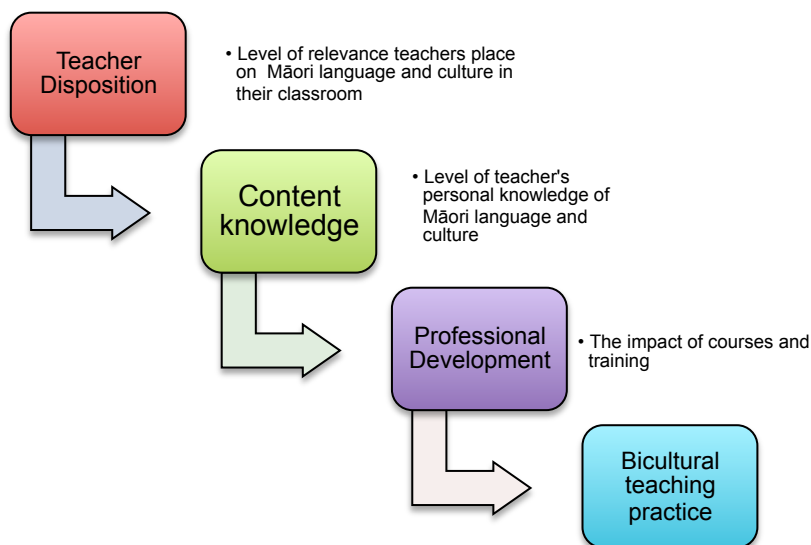 Teacher
Disposition
• Level of relevance teachers place
on Māori language and culture in
their classroom
Content
knowledge
• Level of teacher's
personal knowledge of
Māori language and
culture
Professional
Development
• The impact of courses and
training
Bicultural
teaching
practice